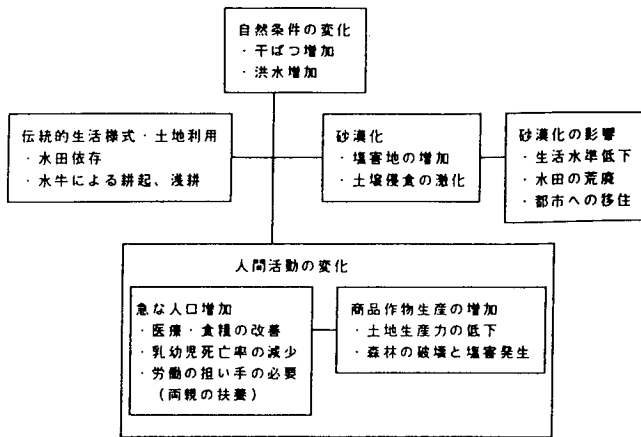 自然条件の変化
・干ばつ増加
・洪水増加
伝統的生活様式・土地利用
・水田依存
・水牛による耕起、浅耕
砂漠化
・塩害地の増加
・土壌侵食の激化
砂漠化の影響
・生活水準低下
・水田の荒廃
・都市への移住
人間活動の変化
急な人口増加
・医療・食糧の改善
・乳幼児死亡率の減少
・労働の担い手の必要
（両親の扶養）
商品作物生産の増加
・土地生産力の低下
・森林の破壊と塩害発生